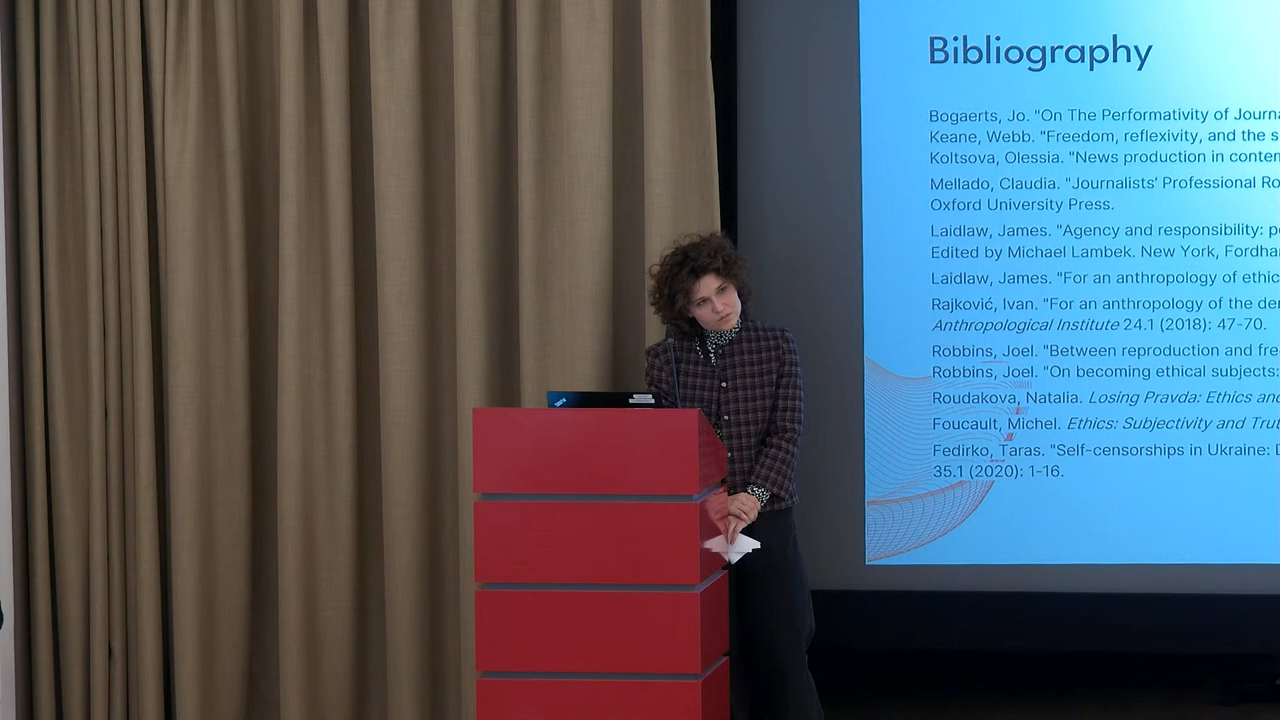 Bibliography
Bogaerts, Jo. "On The Performativity of Journa
Keane, Webb. "Freedom, reflexivity, and the s
Koltsova, Olessia. "News production in conten
Mellado, Claudia. "Journalists’ Professional Ro
Oxford University Press.
Laidlaw, James. "Agency and responsibility: pe
Edited by Michael Lambek. New York, Fordhan
Laidlaw, James. "For an anthropology of ethic
Rajković, Ivan. "For an anthropology of the der
Anthropological Institute 24.1 (2018): 47-70.
Robbins, Joel. "Between reproduction and free
Robbins, Joel. "On becoming ethical subjects:
Roudakova, Natalia. Losing Pravda: Ethics and
Foucault, Michel. Ethics: Subjectivity and Trut
Fedirko, Taras. "Self-censorships in Ukraine: D
35.1 (2020): 1-16.